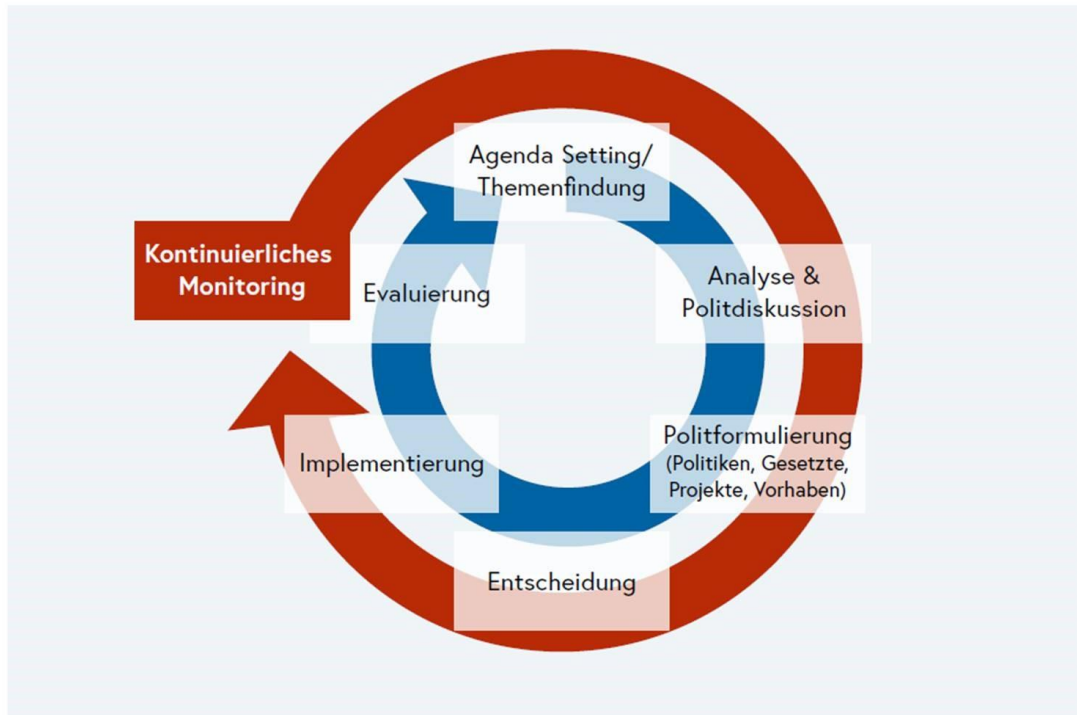 Agenda Setting/
Themenfindung
Kontinuierliches
Monitoring
Evaluierung
Analyse &
Politdiskussion
Implementierung
Politformulierung
(Politiken, Gesetzte,
Projekte, Vorhaben)
Entscheidung